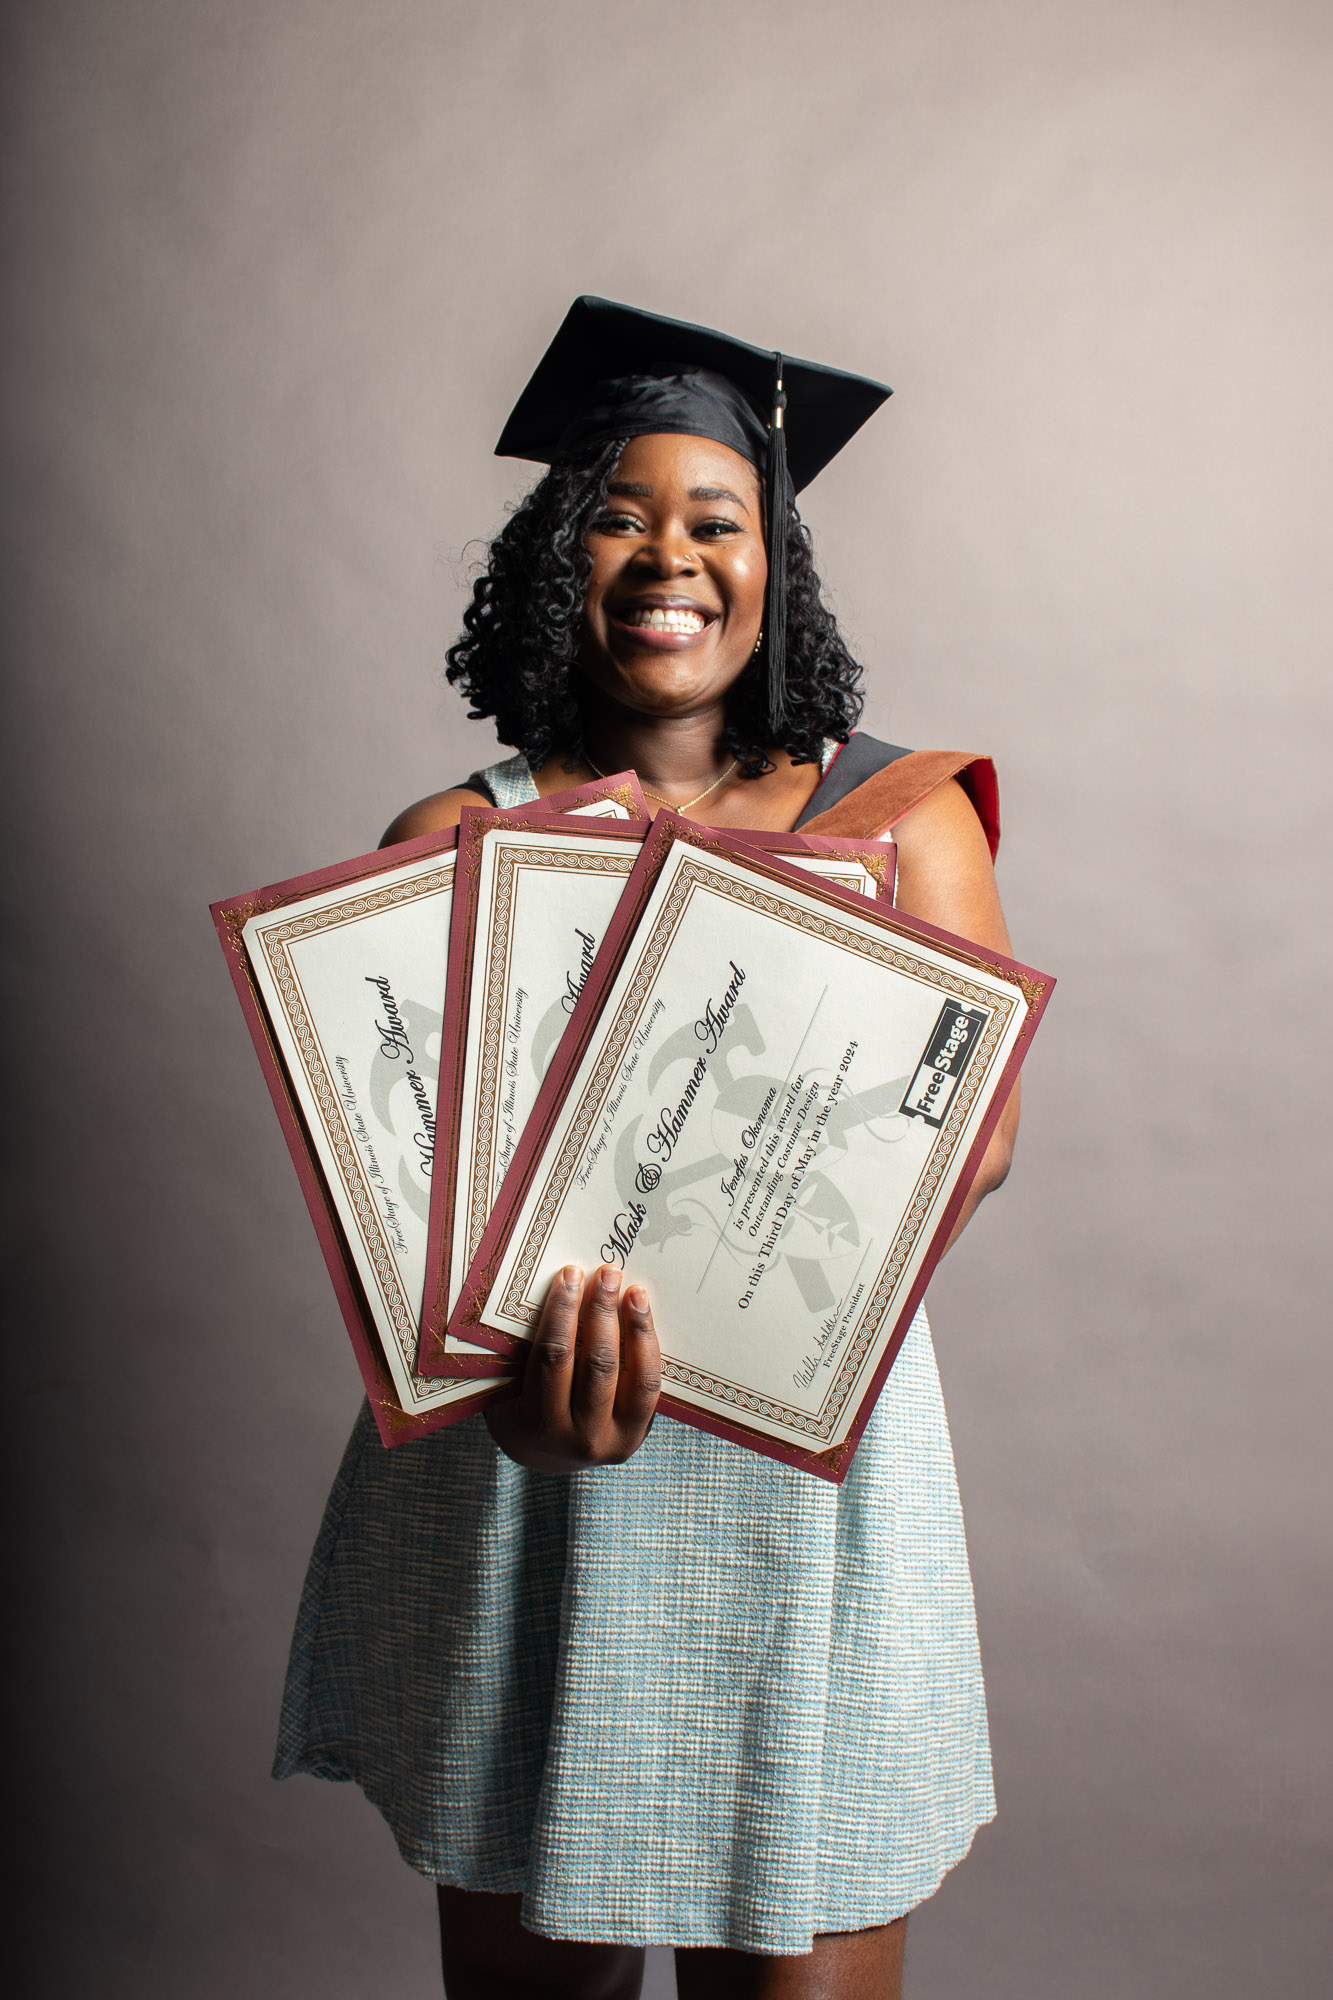 FreeStage of Illinois State University
Hammer Award
FreeStage of Illinois State University
Award
FreeStage of Illinois State University
Mask & Hammer Award
Ienefas Okonoma
is presented this award for
Outstanding Costume Design
On this Third Day of May in the year 2024
FreeStage President
FreeStage